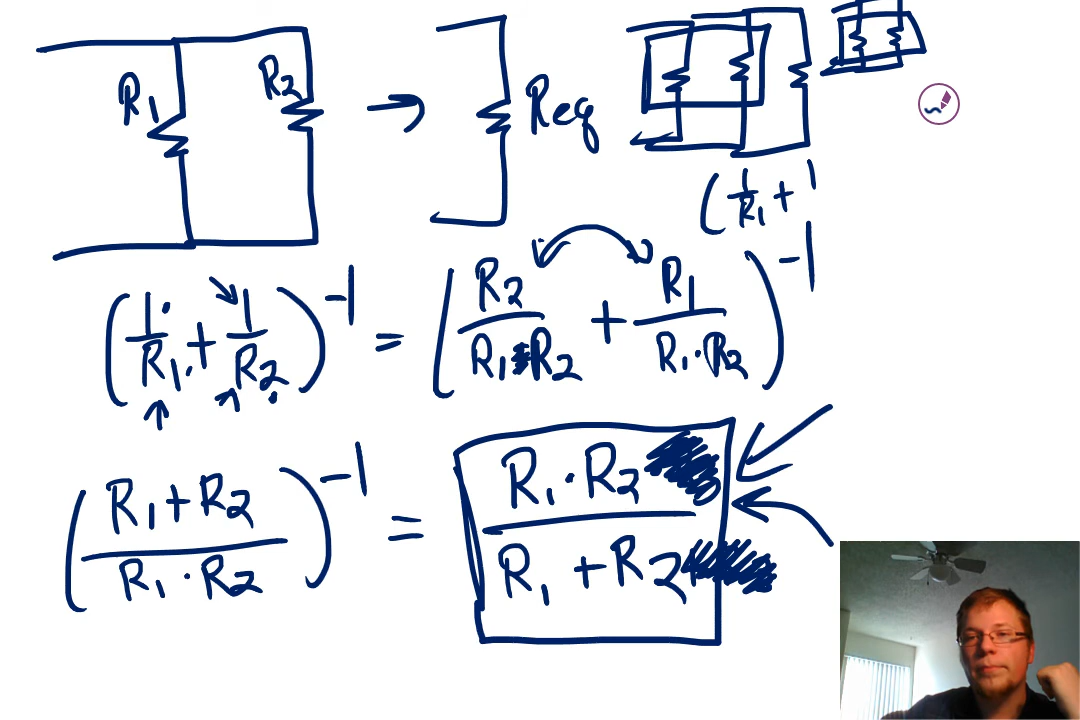 R1 R2 → Req
(1/R1 +
(1/R1 + 1/R2)^-1 = (R2/(R1·R2) + R1/(R1·R2))^-1
((R1+R2)/(R1·R2))^-1 = (R1·R2)/(R1+R2)